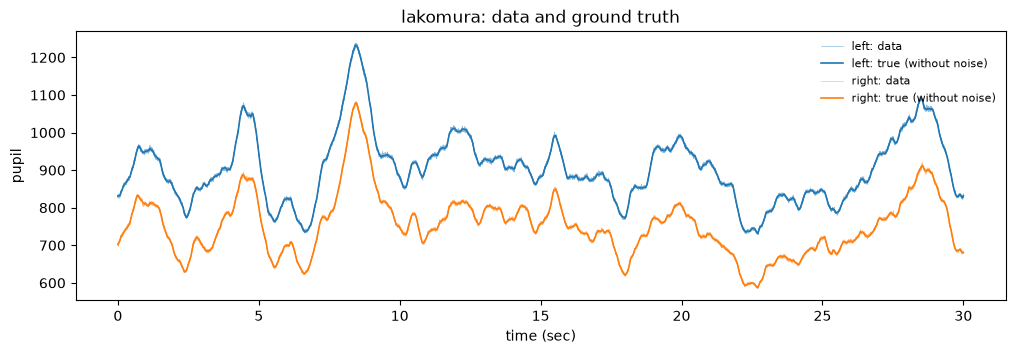 lakomura: data and ground truth
left: data
left: true (without noise)
right: data
right: true (without noise)
pupil
1200
1100
1000
900
800
700
600
0
5
10
15
20
25
30
time (sec)